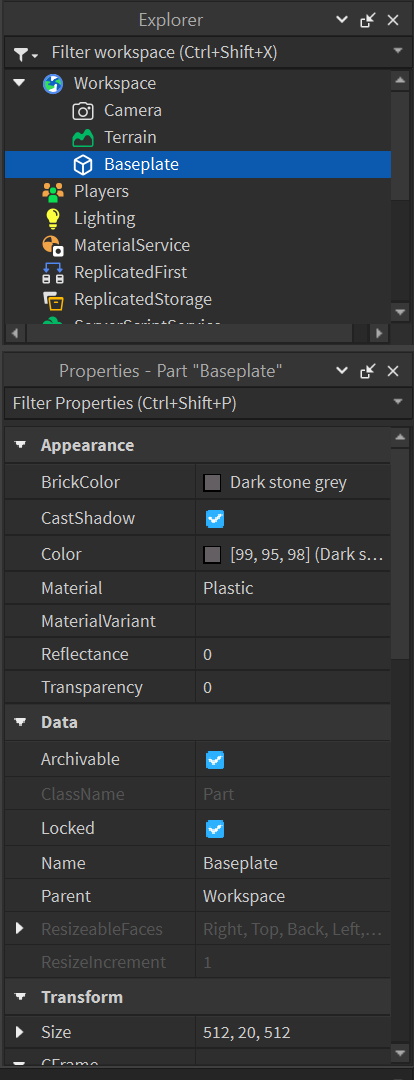 Explorer
Filter workspace (Ctrl+Shift+X)
Workspace
Camera
Terrain
Baseplate
Players
Lighting
MaterialService
ReplicatedFirst
ReplicatedStorage
ServerScriptService
Properties - Part "Baseplate"
Filter Properties (Ctrl+Shift+P)
Appearance
BrickColor Dark stone grey
CastShadow
Color [99, 95, 98] (Dark s...
Material Plastic
MaterialVariant
Reflectance 0
Transparency 0
Data
Archivable
ClassName Part
Locked
Name Baseplate
Parent Workspace
ResizeableFaces Right, Top, Back, Left,...
ResizeIncrement 1
Transform
Size 512, 20, 512
CFrame